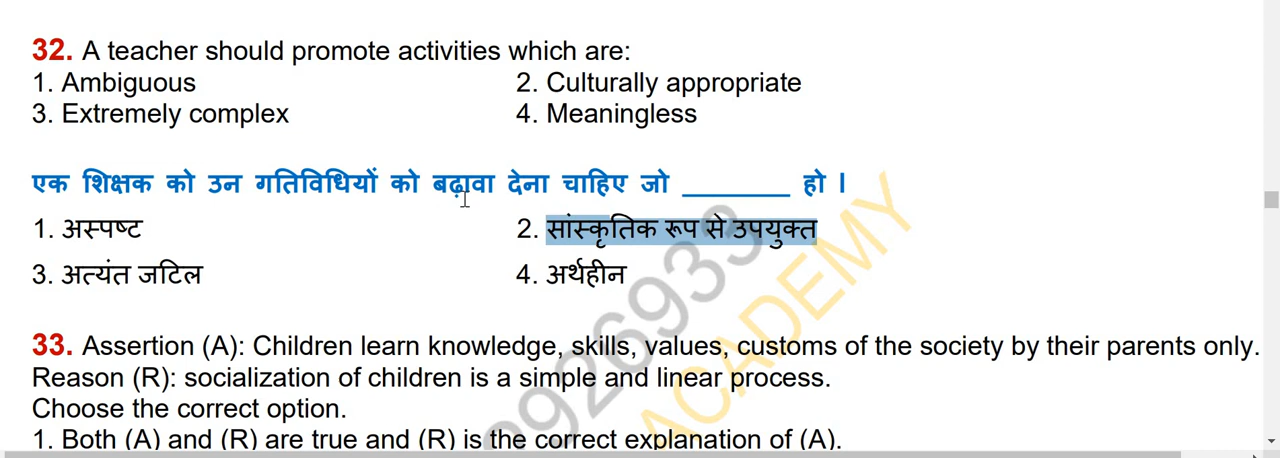 32. A teacher should promote activities which are:
1. Ambiguous 2. Culturally appropriate
3. Extremely complex 4. Meaningless
एक शिक्षक को उन गतिविधियों को बढ़ावा देना चाहिए जो ________ हो ।
1. अस्पष्ट 2. सांस्कृतिक रूप से उपयुक्त
3. अत्यंत जटिल 4. अर्थहीन
33. Assertion (A): Children learn knowledge, skills, values, customs of the society by their parents only.
Reason (R): socialization of children is a simple and linear process.
Choose the correct option.
1. Both (A) and (R) are true and (R) is the correct explanation of (A).
0926933
ACADEMY